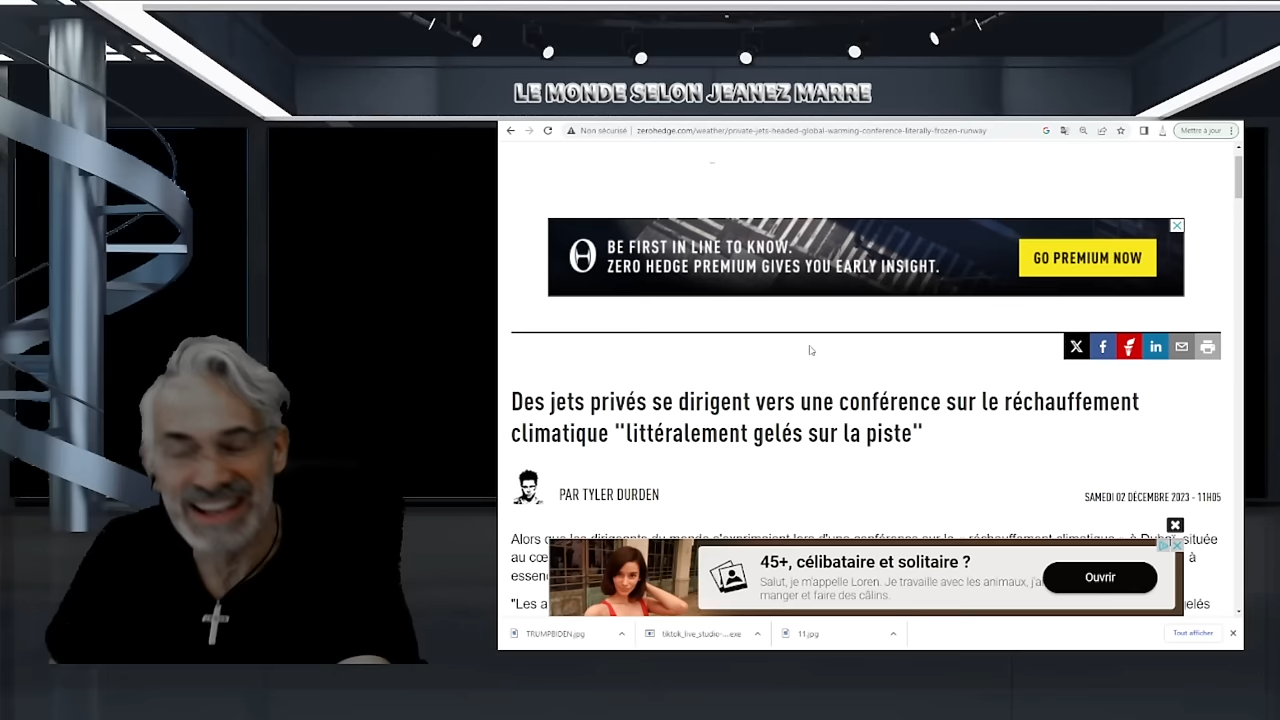 LE MONDE SELON JEANEZ MARRE
Non sécurisé
zerohedge.com/weather/private-jets-headed-global-warming-conference-literally-frozen-runway
Mettre à jour
BE FIRST IN LINE TO KNOW.
ZERO HEDGE PREMIUM GIVES YOU EARLY INSIGHT.
GO PREMIUM NOW
Des jets privés se dirigent vers une conférence sur le réchauffement
climatique "littéralement gelés sur la piste"
PAR TYLER DURDEN
SAMEDI 02 DÉCEMBRE 2023 - 11H05
Alors que les dirigeants du monde s'exprimaient lors d'une conférence sur le « réchauffement climatique » à Dubaï, située
au cœ
à
essen
45+, célibataire et solitaire ?
Salut, je m'appelle Loren. Je travaille avec les animaux, j'a
manger et faire des câlins.
Ouvrir
"Les a
gelés
TRUMPBIDEN.jpg
tiktok_live_studio-....exe
11.jpg
Tout afficher